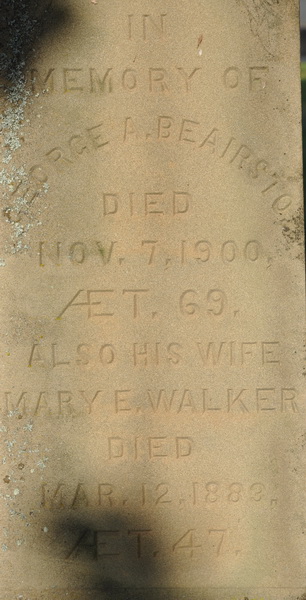 IN
MEMORY OF
GEORGE A. BEAIRSTO
DIED
NOV. 7, 1900,
ÆT. 69.
ALSO HIS WIFE
MARY E. WALKER
DIED
MAR. 12, 1883,
ÆT. 47.